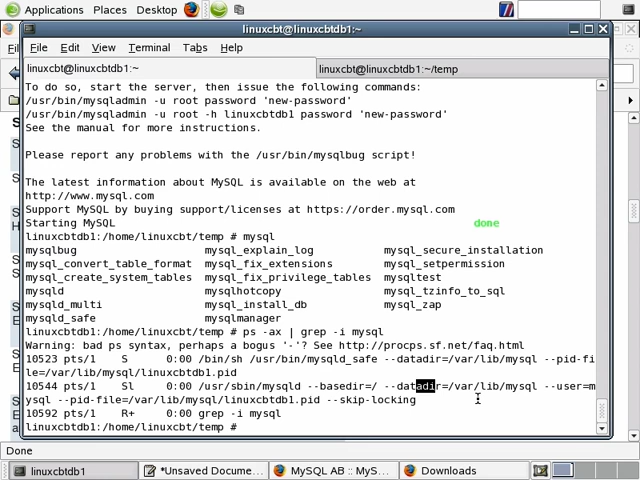 Applications Places Desktop
linuxcbt@linuxcbtdb1:~
File Edit View Terminal Tabs Help
linuxcbt@linuxcbtdb1:~
linuxcbt@linuxcbtdb1:~/temp
To do so, start the server, then issue the following commands:
/usr/bin/mysqladmin -u root password 'new-password'
/usr/bin/mysqladmin -u root -h linuxcbtdb1 password 'new-password'
See the manual for more instructions.
Please report any problems with the /usr/bin/mysqlbug script!
The latest information about MySQL is available on the web at
http://www.mysql.com
Support MySQL by buying support/licenses at https://order.mysql.com
Starting MySQL done
linuxcbtdb1:/home/linuxcbt/temp # mysql
mysqlbug mysql_explain_log mysql_secure_installation
mysql_convert_table_format mysql_fix_extensions mysql_setpermission
mysql_create_system_tables mysql_fix_privilege_tables mysqltest
mysqld mysqlhotcopy mysql_tzinfo_to_sql
mysqld_multi mysql_install_db mysql_zap
mysqld_safe mysqlmanager
linuxcbtdb1:/home/linuxcbt/temp # ps -ax | grep -i mysql
Warning: bad ps syntax, perhaps a bogus '-'? See http://procps.sf.net/faq.html
10523 pts/1 S 0:00 /bin/sh /usr/bin/mysqld_safe --datadir=/var/lib/mysql --pid-fi
le=/var/lib/mysql/linuxcbtdb1.pid
10544 pts/1 Sl 0:00 /usr/sbin/mysqld --basedir=/ --datadir=/var/lib/mysql --user=m
ysql --pid-file=/var/lib/mysql/linuxcbtdb1.pid --skip-locking
10592 pts/1 R+ 0:00 grep -i mysql
linuxcbtdb1:/home/linuxcbt/temp #
Done
linuxcbtdb1
*Unsaved Docume...
MySQL AB :: MyS...
Downloads